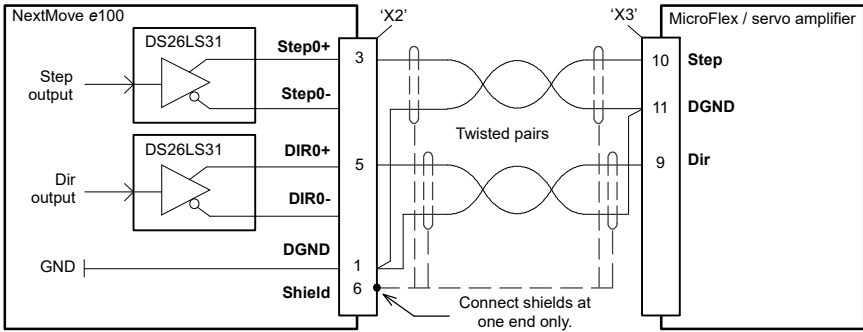 NextMove e100
'X2'
'X3'
MicroFlex / servo amplifier
DS26LS31
Step0+
3
10
Step
Step
output
Step0-
11
DGND
Twisted pairs
DS26LS31
DIR0+
5
9
Dir
Dir
output
DIR0-
DGND
GND
1
Shield
6
Connect shields at
one end only.